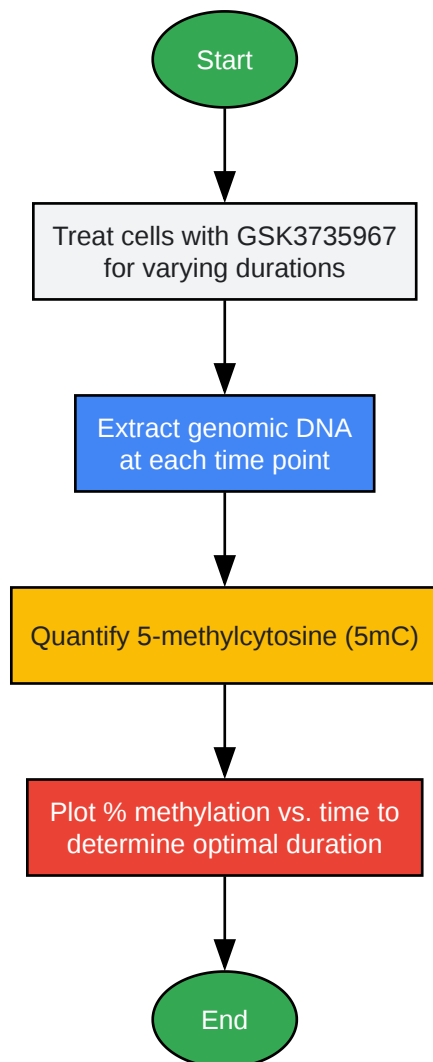 Start
Treat cells with GSK3735967
for varying durations
Extract genomic DNA
at each time point
Quantify 5-methylcytosine (5mC)
Plot % methylation vs. time to
determine optimal duration
End